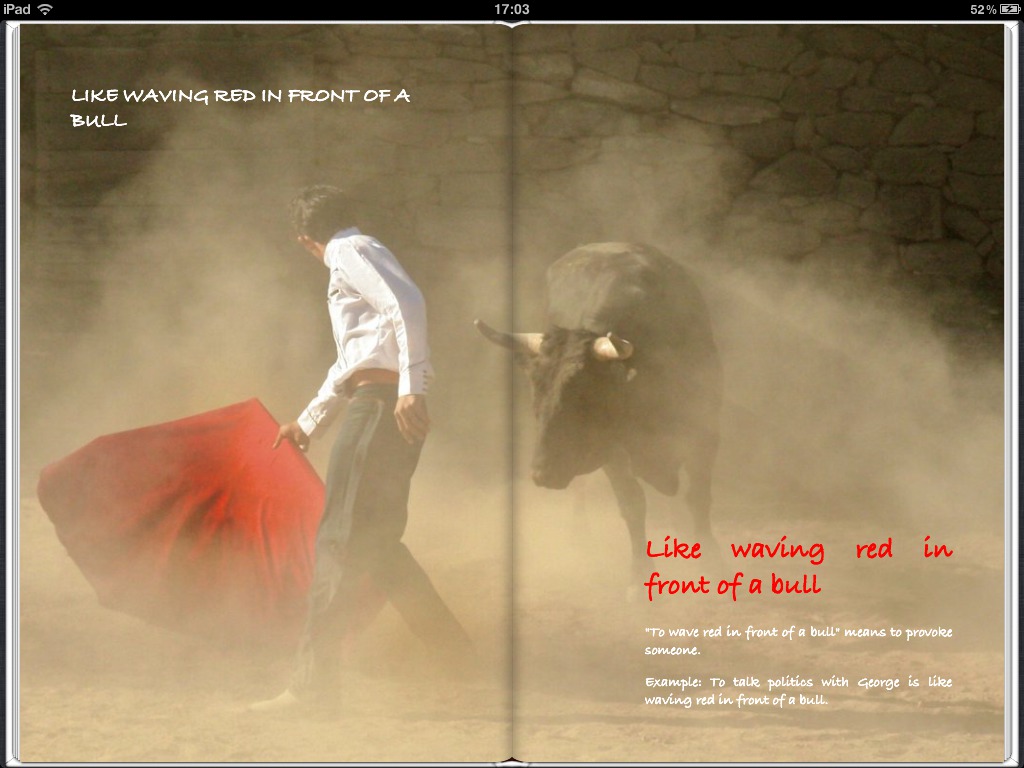 iPad 17:03 52%
LIKE WAVING RED IN FRONT OF A
BULL
Like waving red in
front of a bull
"To wave red in front of a bull" means to provoke
someone.
Example: To talk politics with George is like
waving red in front of a bull.